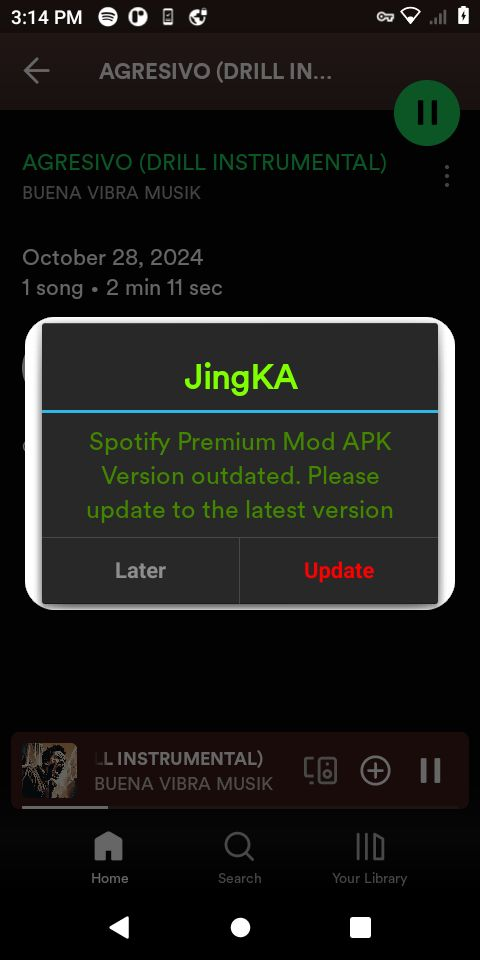 3:14 PM
AGRESIVO (DRILL IN...
AGRESIVO (DRILL INSTRUMENTAL)
BUENA VIBRA MUSIK
October 28, 2024
1 song • 2 min 11 sec
JingKA
Spotify Premium Mod APK
Version outdated. Please
update to the latest version
Later
Update
LL INSTRUMENTAL)
BUENA VIBRA MUSIK
Home
Search
Your Library